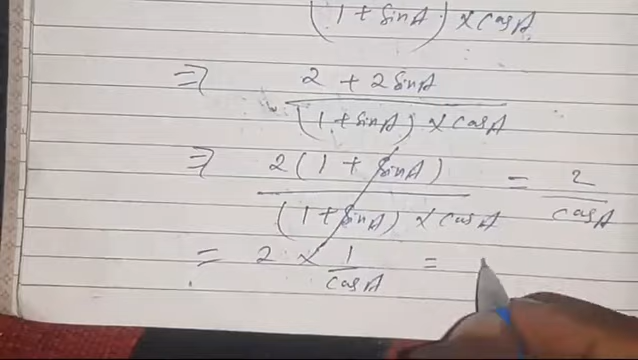 (1 + sinA) × cosA
⇒ 2 + 2 sinA
(1 + sinA) × cosA
⇒ 2(1 + sinA) = 2
(1 + sinA) × cosA cosA
= 2 × 1 =
cosA